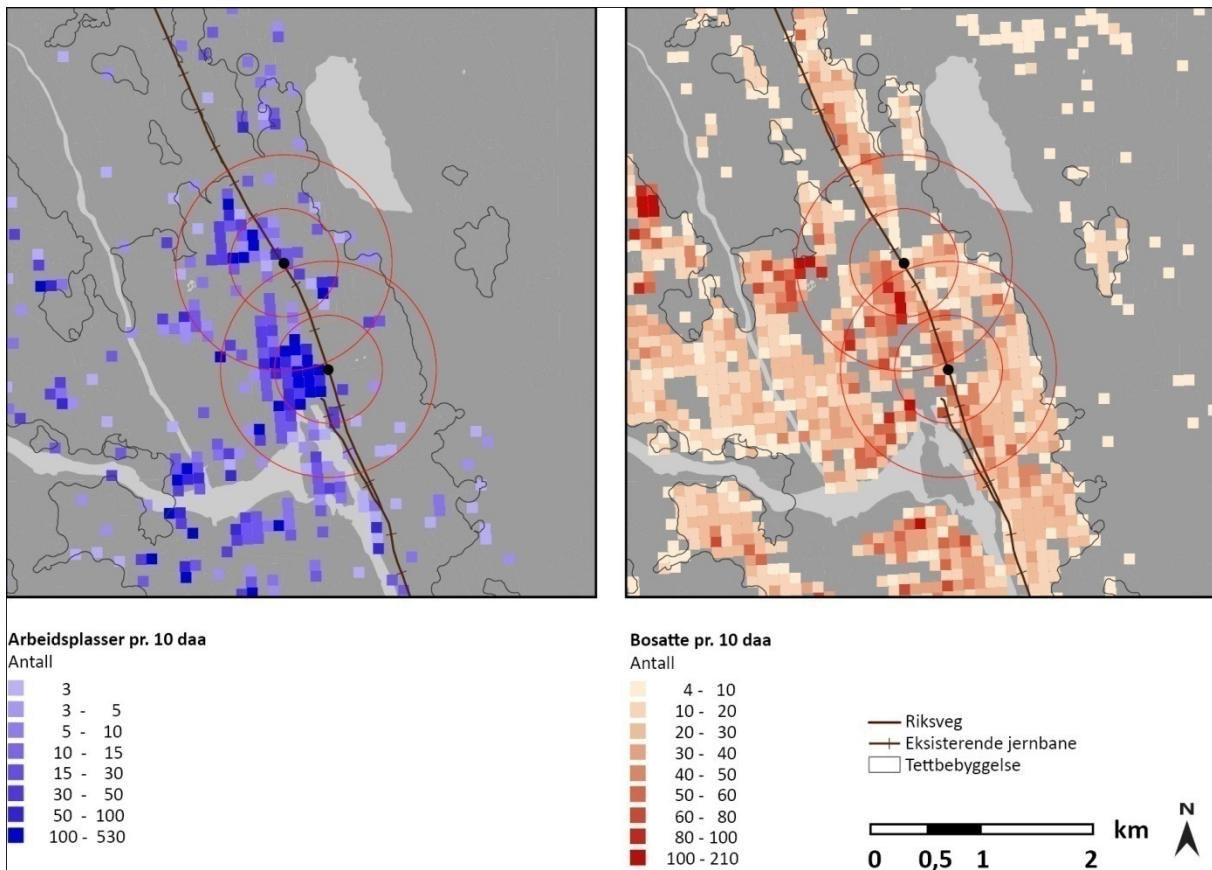 Arbeidsplasser pr. 10 daa
Antall
3
3 - 5
5 - 10
10 - 15
15 - 30
30 - 50
50 - 100
100 - 530
Bosatte pr. 10 daa
Antall
4 - 10
10 - 20
20 - 30
30 - 40
40 - 50
50 - 60
60 - 80
80 - 100
100 - 210
Riksveg
Eksisterende jernbane
Tettbebyggelse
km
0 0,5 1 2
N